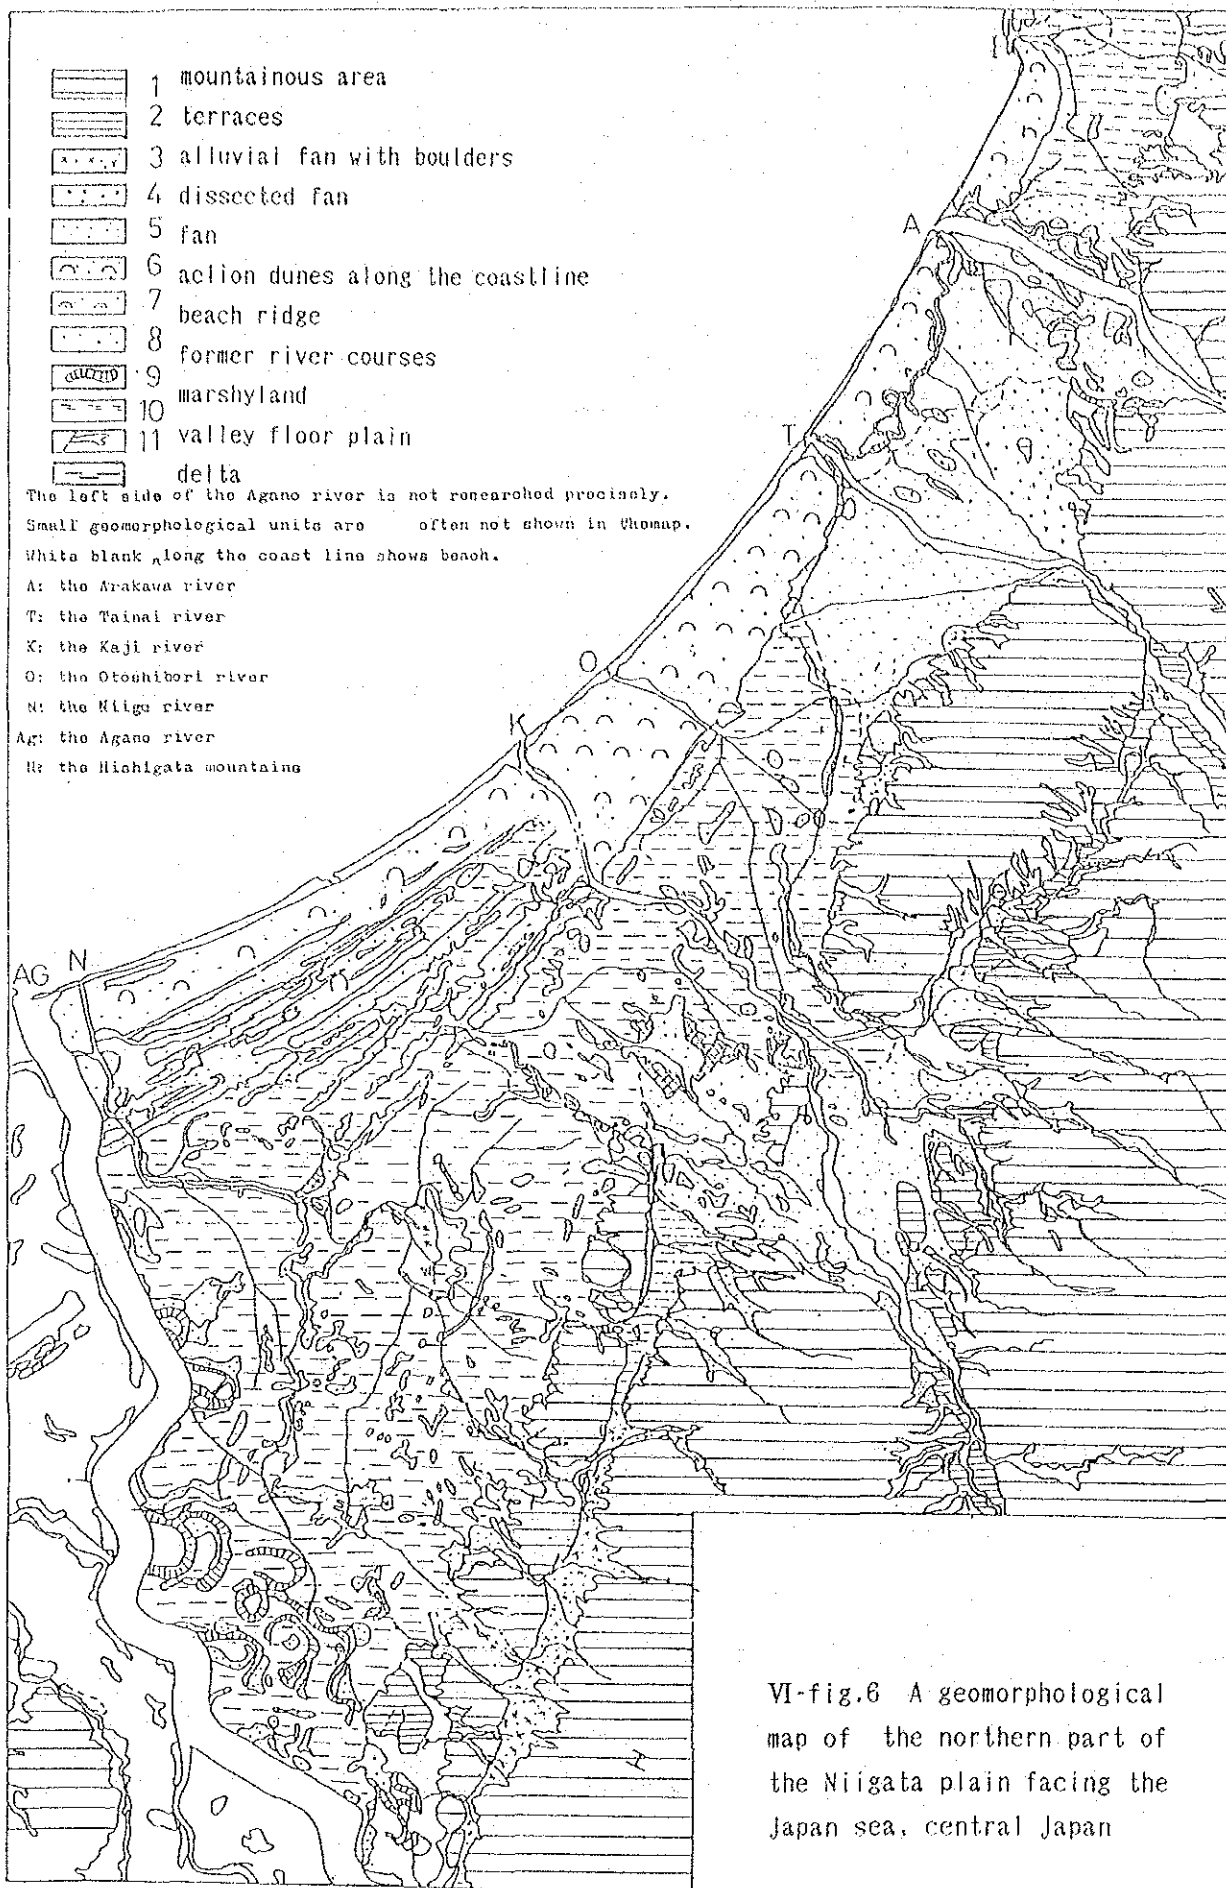 1 mountainous area
2 terraces
3 alluvial fan with boulders
4 dissected fan
5 fan
6 aclion dunes along the coastline
7 beach ridge
8 former river courses
9 marshyland
10 valley floor plain
11 delta
The left side of the Agano river is not researched precisely.
Small geomorphological units are often not shown in themap.
White blank along the coast line shows beach.
A: the Arakawa river
T: the Tainai river
K: the Kaji river
O: the Otoshibori river
N: the river
Ag: the Agano river
the mountains
A
T
O
K
AG N
H
VI-fig.6 A geomorphological
map of the northern part of
the Niigata plain facing the
Japan sea, central Japan